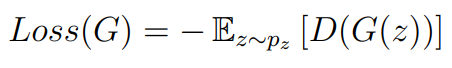 Loss(G) = − 𝔼_{z∼p_z} [D(G(z))]